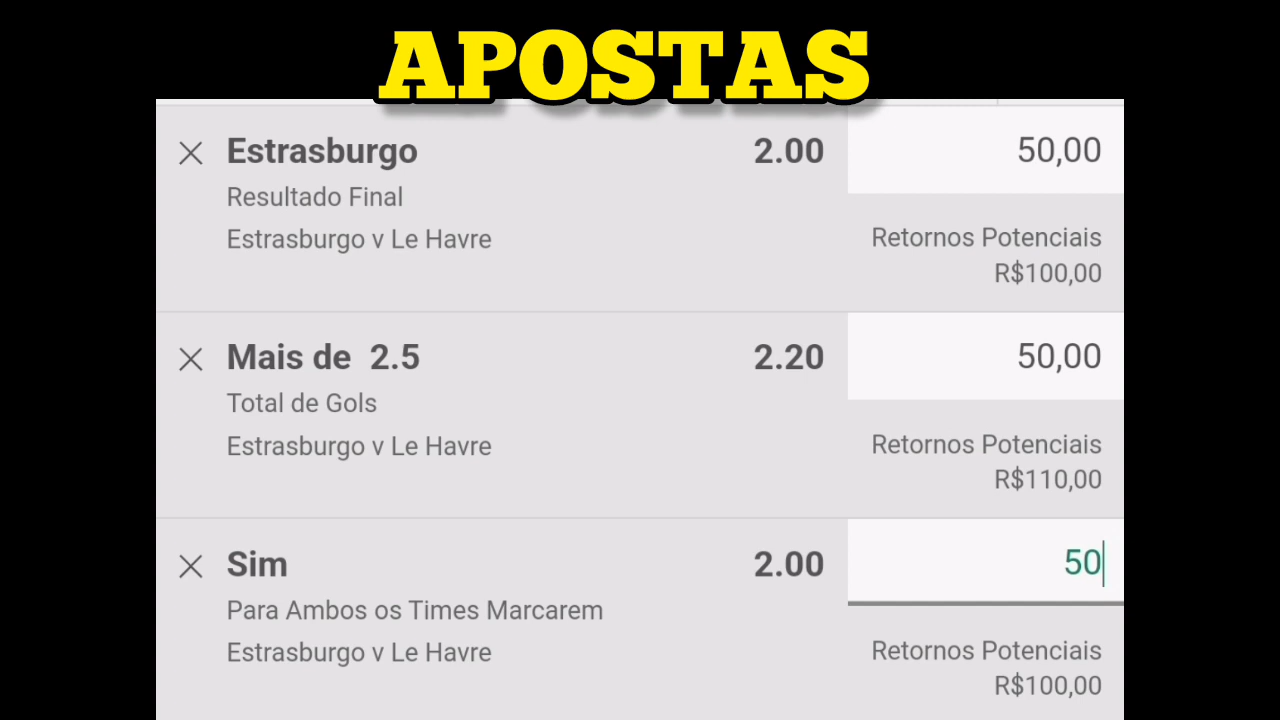 APOSTAS
Estrasburgo 2.00 50,00
Resultado Final
Estrasburgo v Le Havre
Retornos Potenciais
R$100,00
Mais de 2.5 2.20 50,00
Total de Gols
Estrasburgo v Le Havre
Retornos Potenciais
R$110,00
Sim 2.00 50
Para Ambos os Times Marcarem
Estrasburgo v Le Havre
Retornos Potenciais
R$100,00